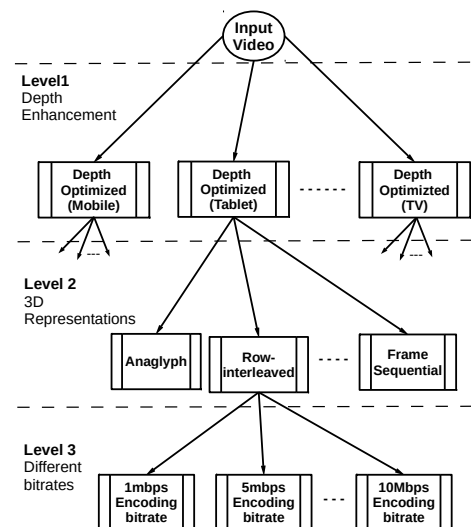 Input
Video
Level1
Depth
Enhancement
Depth
Optimized
(Mobile)
Depth
Optimized
(Tablet)
Depth
Optimizted
(TV)
Level 2
3D
Representations
Anaglyph
Row-
interleaved
Frame
Sequential
Level 3
Different
bitrates
1mbps
Encoding
bitrate
5mbps
Encoding
bitrate
10Mbps
Encoding
bitrate